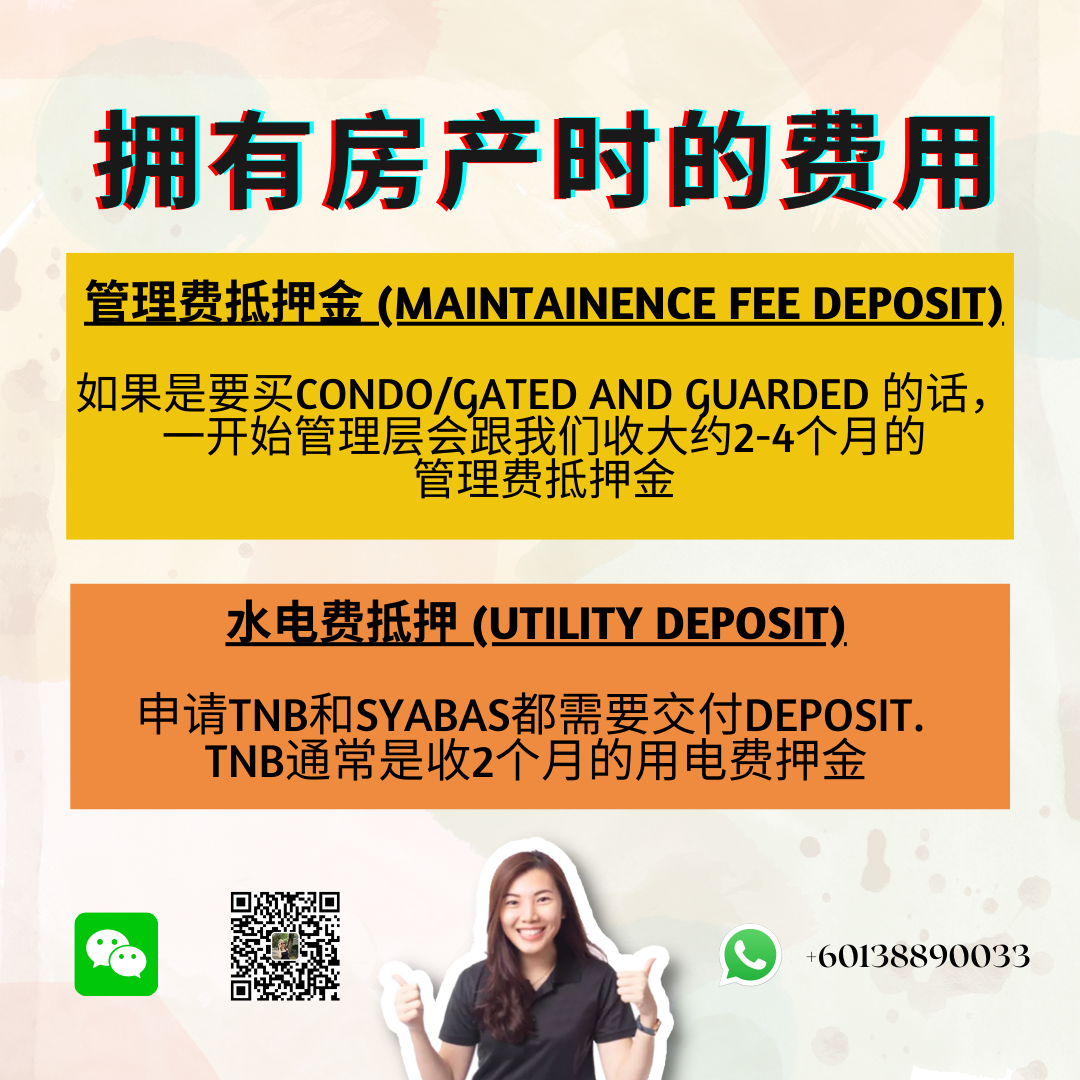 拥有房产时的费用
管理费抵押金 (MAINTAINENCE FEE DEPOSIT)
如果是要买CONDO/GATED AND GUARDED 的话，
一开始管理层会跟我们收大约2-4个月的
管理费抵押金
水电费抵押 (UTILITY DEPOSIT)
申请TNB和SYABAS都需要交付DEPOSIT.
TNB通常是收2个月的用电费押金
+60138890033